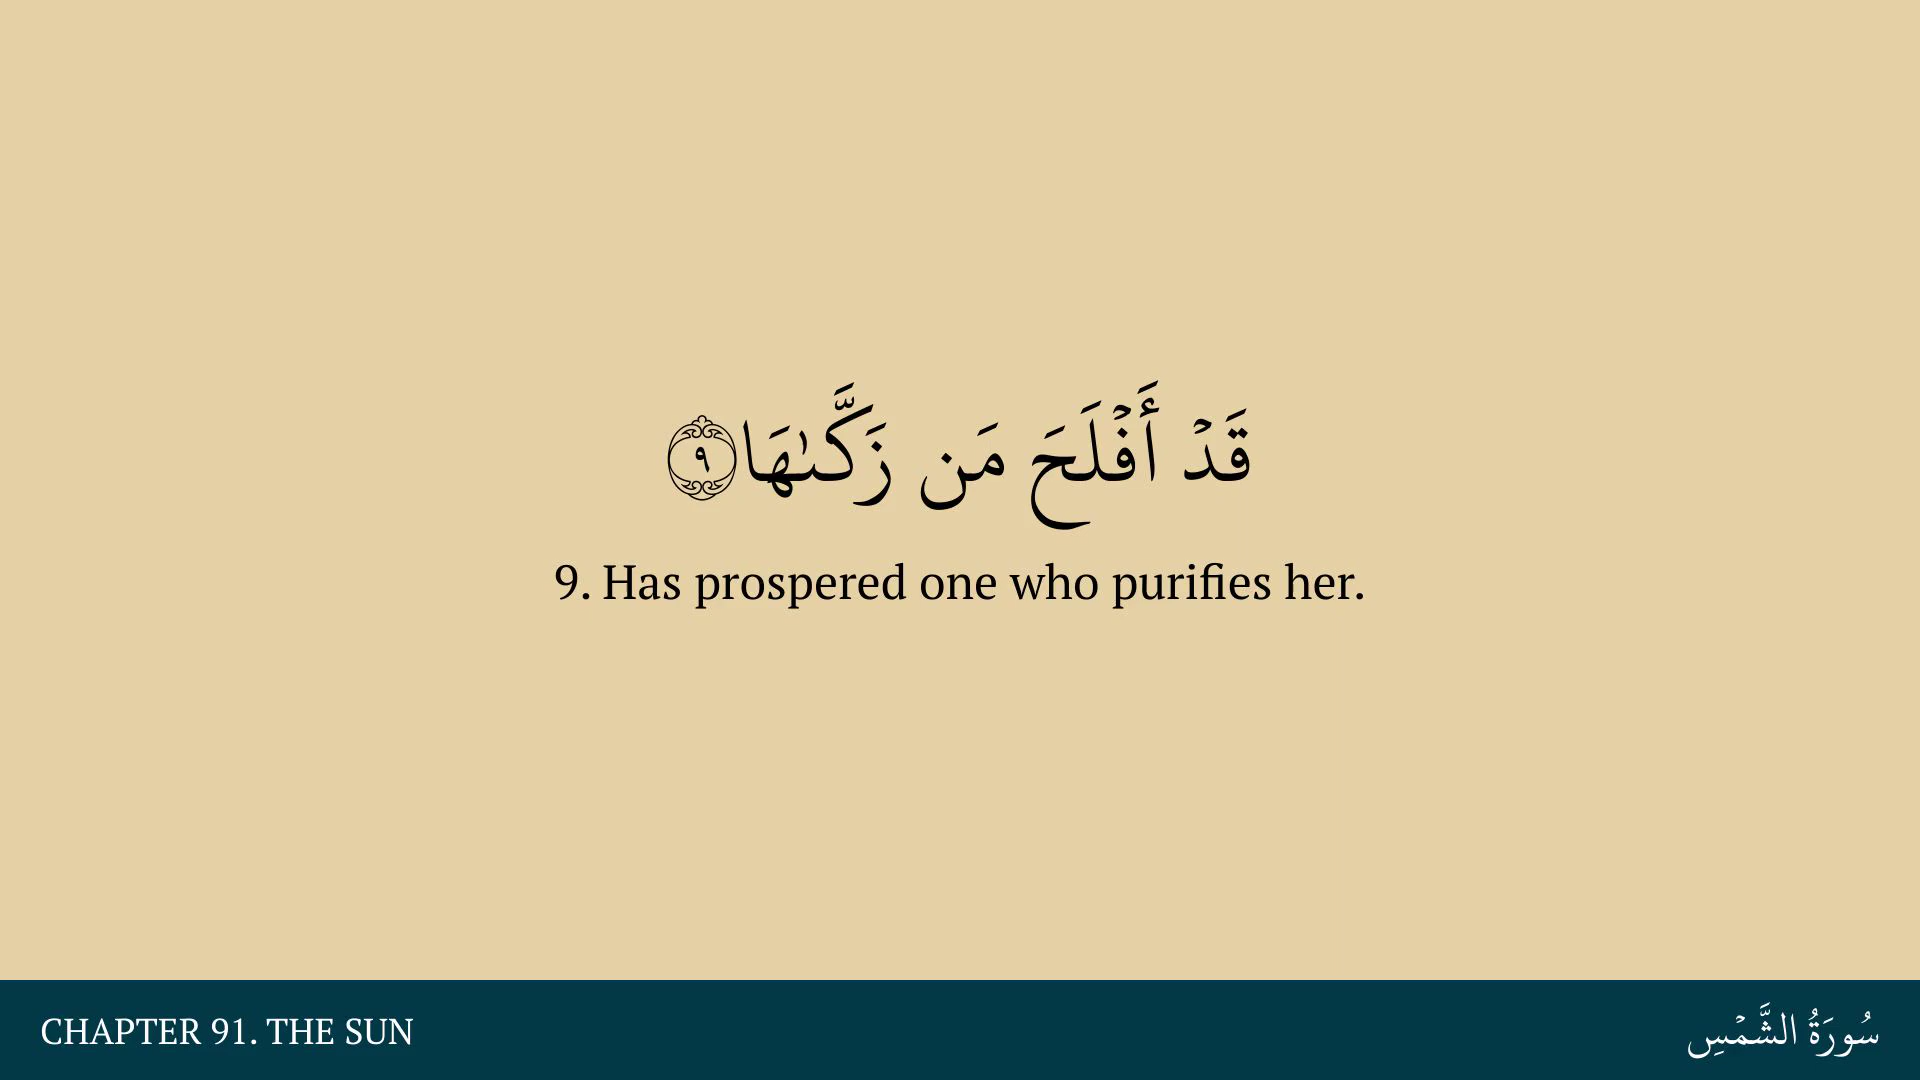 قَدۡ أَفۡلَحَ مَن زَكَّىٰهَا ٩
9. Has prospered one who purifies her.
CHAPTER 91. THE SUN
سُورَةُ الشَّمۡسِ